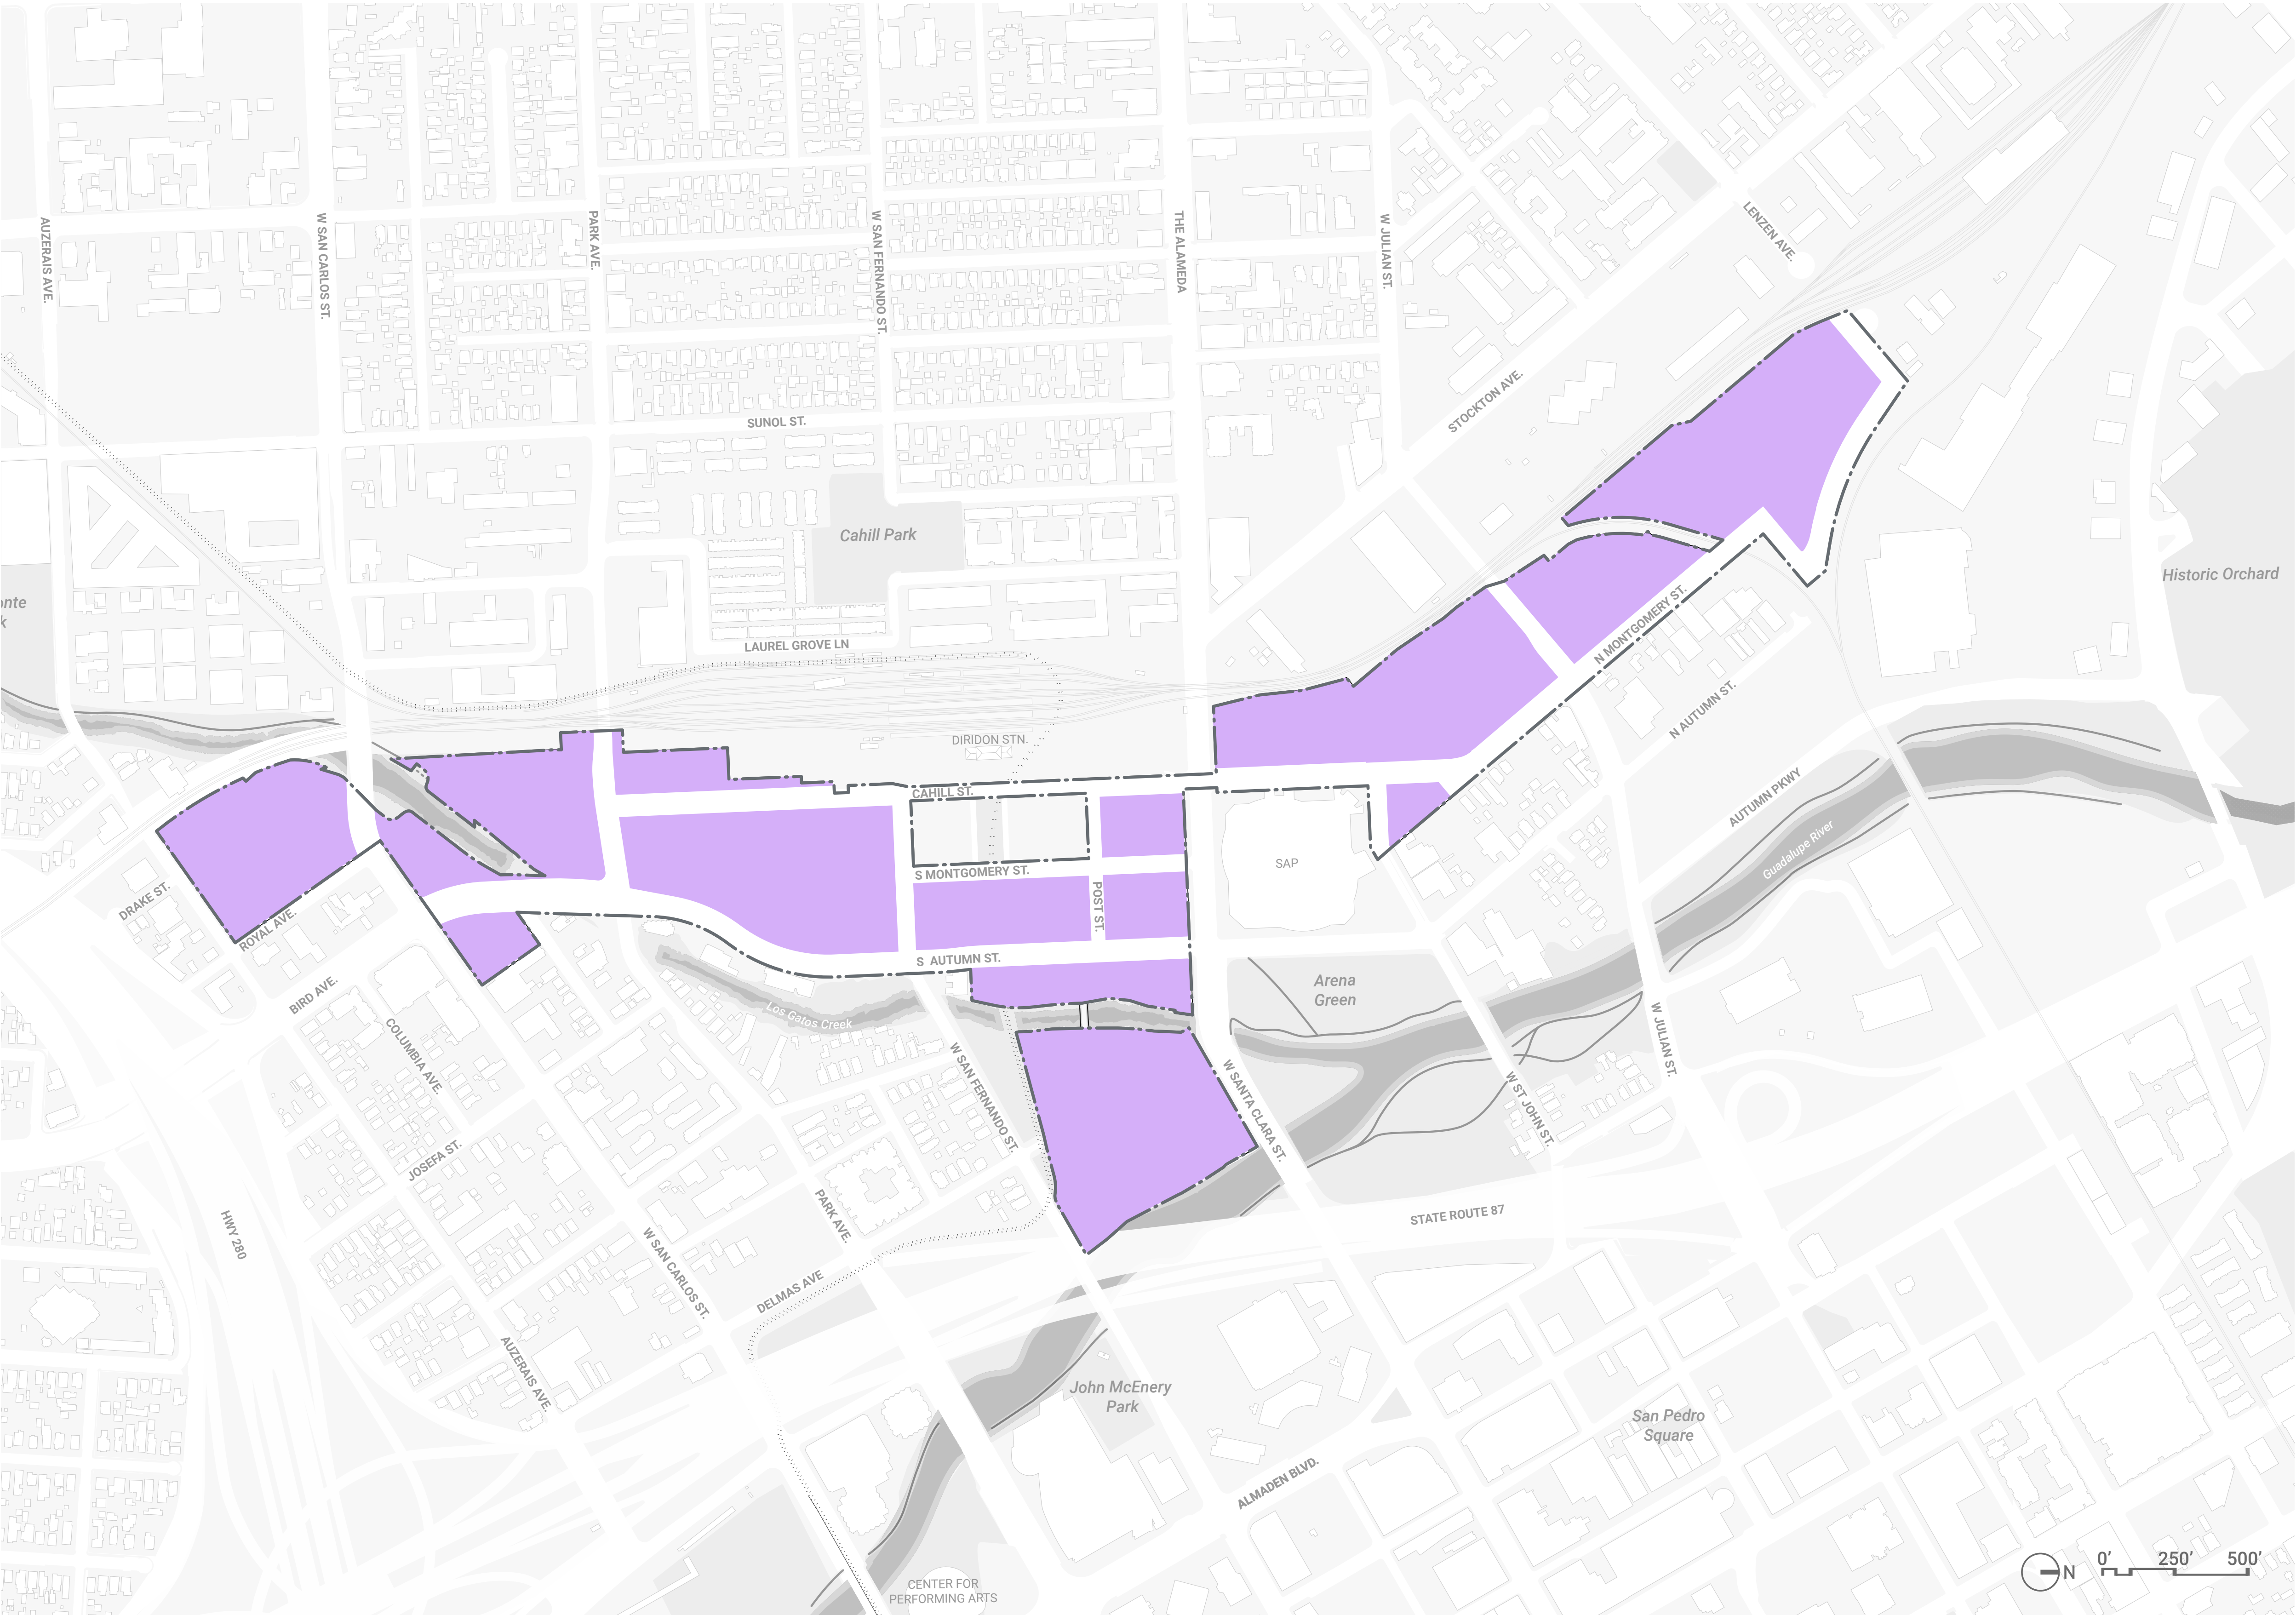 AUZERAIS AVE.
W SAN CARLOS ST.
PARK AVE.
W SAN FERNANDO ST.
THE ALAMEDA
W JULIAN ST.
LENZEN AVE.
STOCKTON AVE.
SUNOL ST.
Cahill Park
Historic Orchard
onte
k
LAUREL GROVE LN
N MONTGOMERY ST.
N AUTUMN ST.
DIRIDON STN.
CAHILL ST.
AUTUMN PKWY
Guadalupe River
SAP
S MONTGOMERY ST.
POST ST.
DRAKE ST.
ROYAL AVE.
S AUTUMN ST.
BIRD AVE.
Arena
Green
Los Gatos Creek
COLUMBIA AVE.
W SAN FERNANDO ST.
W SANTA CLARA ST.
W JULIAN ST.
W ST JOHN ST.
JOSEFA ST.
PARK AVE.
HWY 280
STATE ROUTE 87
W SAN CARLOS ST.
DELMAS AVE
AUZERAIS AVE.
John McEnery
Park
San Pedro
Square
ALMADEN BLVD.
CENTER FOR
PERFORMING ARTS
N
0' 250' 500'